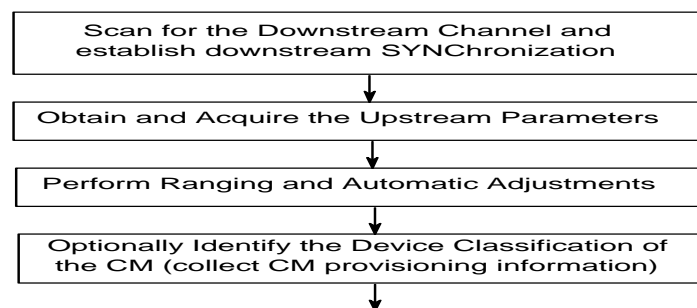 Scan for the Downstream Channel and
establish downstream SYNChronization
Obtain and Acquire the Upstream Parameters
Perform Ranging and Automatic Adjustments
Optionally Identify the Device Classification of
the CM (collect CM provisioning information)